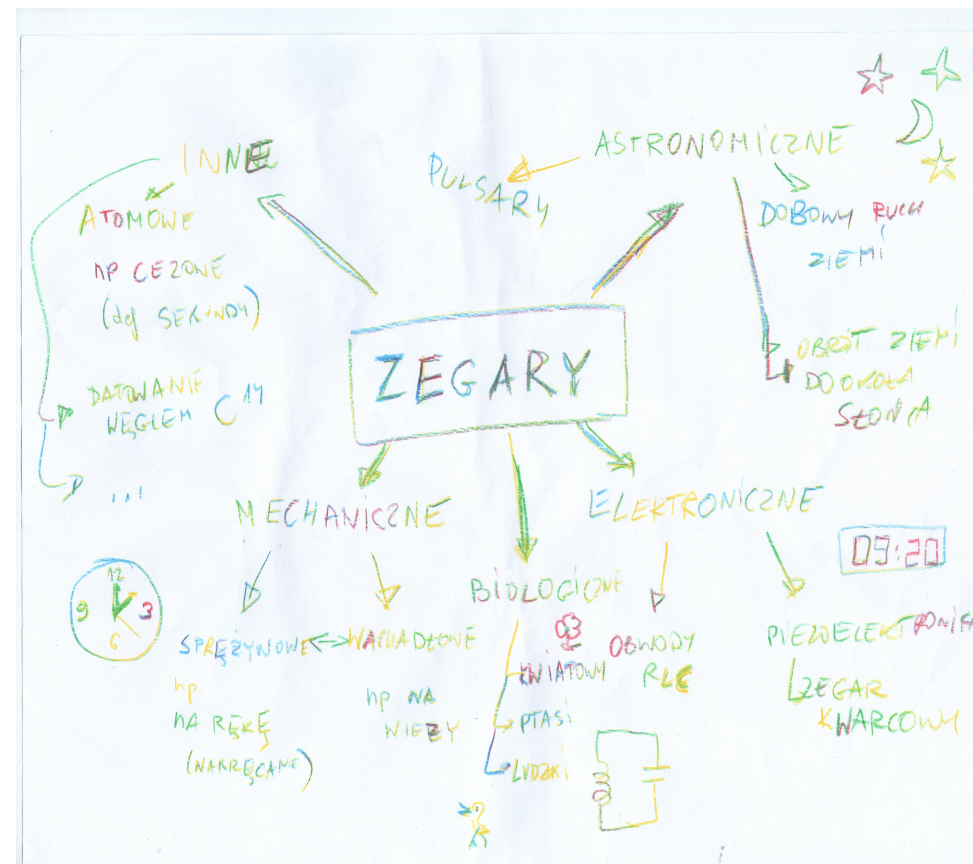 ZEGARY
ASTRONOMICZNE
PULSARY
DOBOWY RUCH
ZIEMI
OBRÓT ZIEMI
DOOKOŁA
SŁOŃCA
INNE
ATOMOWE
np CEZONE
(def SEKUNDY)
DATOWANIE
WĘGLEM C14
...
MECHANICZNE
12
9
3
6
SPRĘŻYNOWE <=> WACHADŁOWE
np.
NA RĘKĘ
(NAKRĘCANE)
np NA
WIEŻY
BIOLOGICZNE
KWIATOWY
PTASI
LUDZKI
ELEKTRONICZNE
09:20
OBWODY
RLC
PIEZOELEKTRONIKA
ZEGAR
KWARCOWY